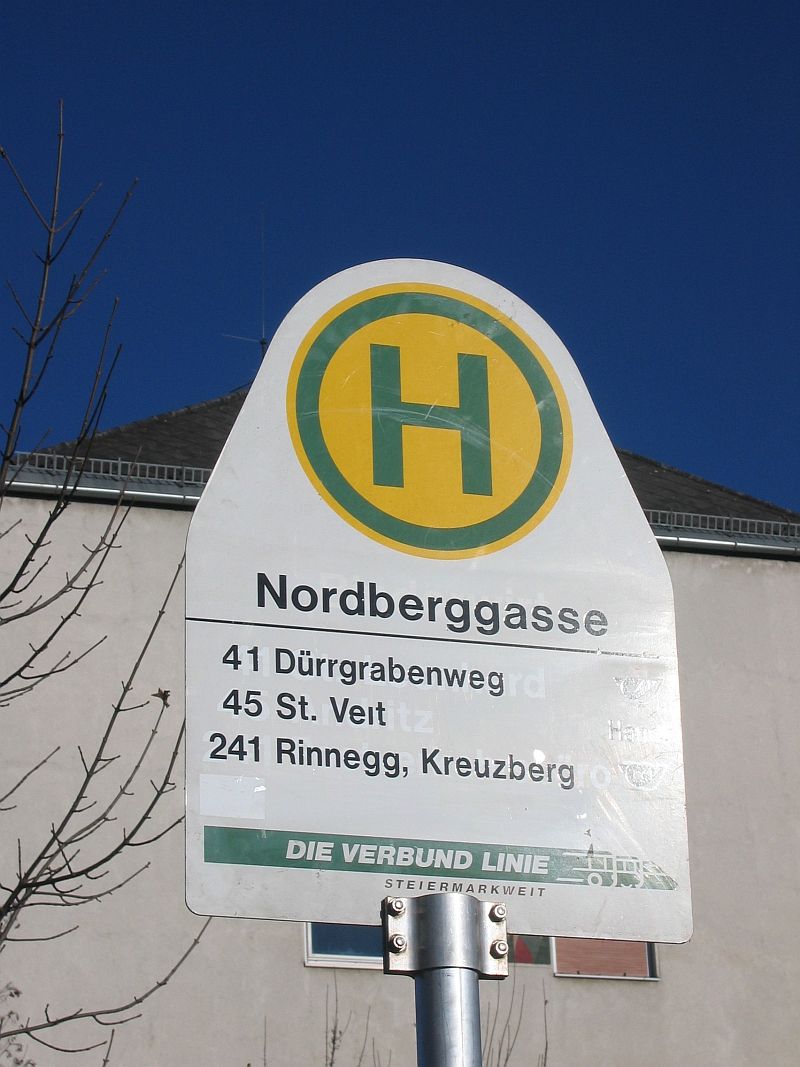 H
Nordberggasse
41 Dürrgrabenweg
45 St. Veit
241 Rinnegg, Kreuzberg
DIE VERBUND LINIE
STEIERMARKWEIT